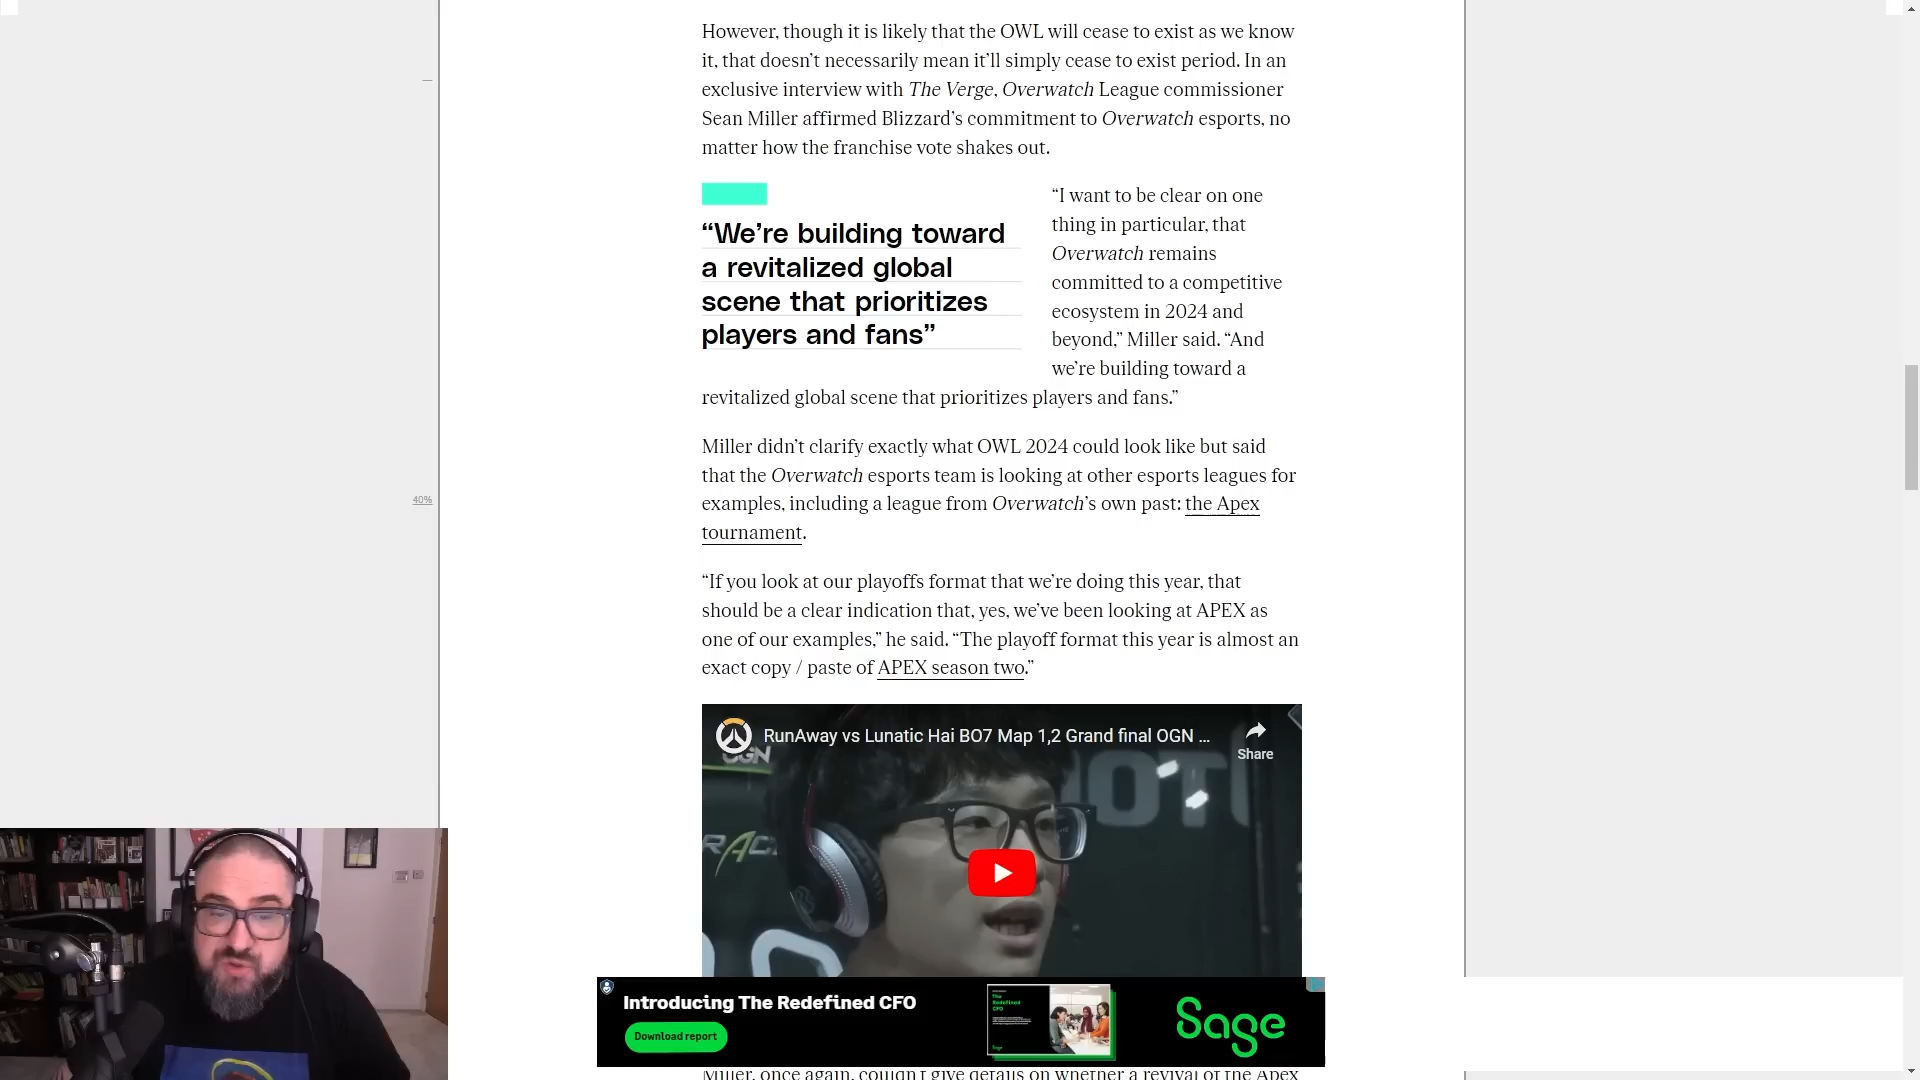 However, though it is likely that the OWL will cease to exist as we know
it, that doesn’t necessarily mean it’ll simply cease to exist period. In an
exclusive interview with The Verge, Overwatch League commissioner
Sean Miller affirmed Blizzard’s commitment to Overwatch esports, no
matter how the franchise vote shakes out.
“We’re building toward
a revitalized global
scene that prioritizes
players and fans”
“I want to be clear on one
thing in particular, that
Overwatch remains
committed to a competitive
ecosystem in 2024 and
beyond,” Miller said. “And
we’re building toward a
revitalized global scene that prioritizes players and fans.”
40%
Miller didn’t clarify exactly what OWL 2024 could look like but said
that the Overwatch esports team is looking at other esports leagues for
examples, including a league from Overwatch’s own past: the Apex
tournament.
“If you look at our playoffs format that we’re doing this year, that
should be a clear indication that, yes, we’ve been looking at APEX as
one of our examples,” he said. “The playoff format this year is almost an
exact copy / paste of APEX season two.”
RunAway vs Lunatic Hai BO7 Map 1,2 Grand final OGN ...
Share
OGN
Introducing The Redefined CFO
Download report
The
Redefined
CFO
Sage
Miller, once again, couldn’t give details on whether a revival of the Apex